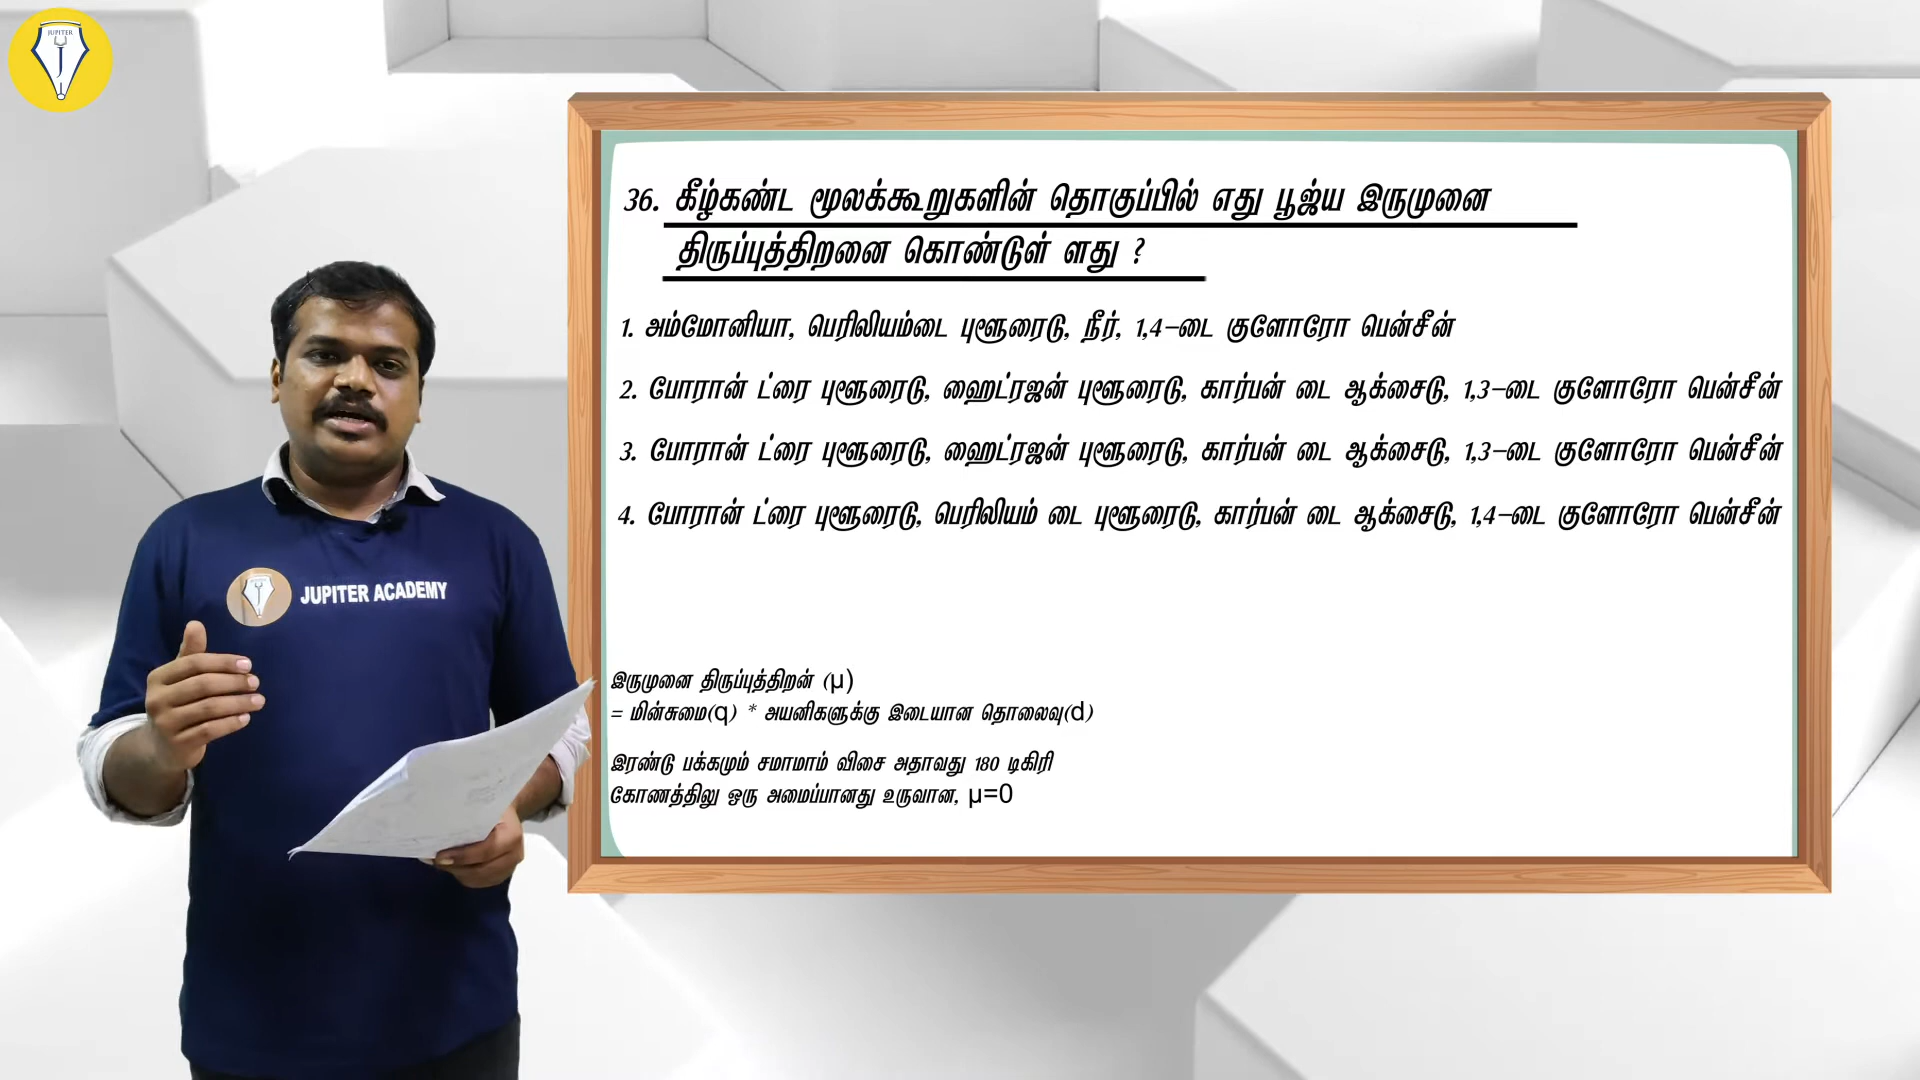 JUPITER
J
36. கீழ்கண்ட மூலக்கூறுகளின் தொகுப்பில் எது பூஜ்ய இருமுனை
திருப்புத்திறனை கொண்டுள் ளது ?
1. அம்மோனியா, பெரிலியம்டை புளூரைடு, நீர், 1,4-டை குளோரோ பென்சீன்
2. போரான் ட்ரை புளூரைடு, ஹைட்ரஜன் புளூரைடு, கார்பன் டை ஆக்சைடு, 1,3-டை குளோரோ பென்சீன்
3. போரான் ட்ரை புளூரைடு, ஹைட்ரஜன் புளூரைடு, கார்பன் டை ஆக்சைடு, 1,3-டை குளோரோ பென்சீன்
4. போரான் ட்ரை புளூரைடு, பெரிலியம் டை புளூரைடு, கார்பன் டை ஆக்சைடு, 1,4-டை குளோரோ பென்சீன்
JUPITER ACADEMY
இருமுனை திருப்புத்திறன் (μ)
= மின்சுமை(q) * அயனிகளுக்கு இடையான தொலைவு(d)
இரண்டு பக்கமும் சமாமாம் விசை அதாவது 180 டிகிரி
கோணத்திலு ஒரு அமைப்பானது உருவான, μ=0